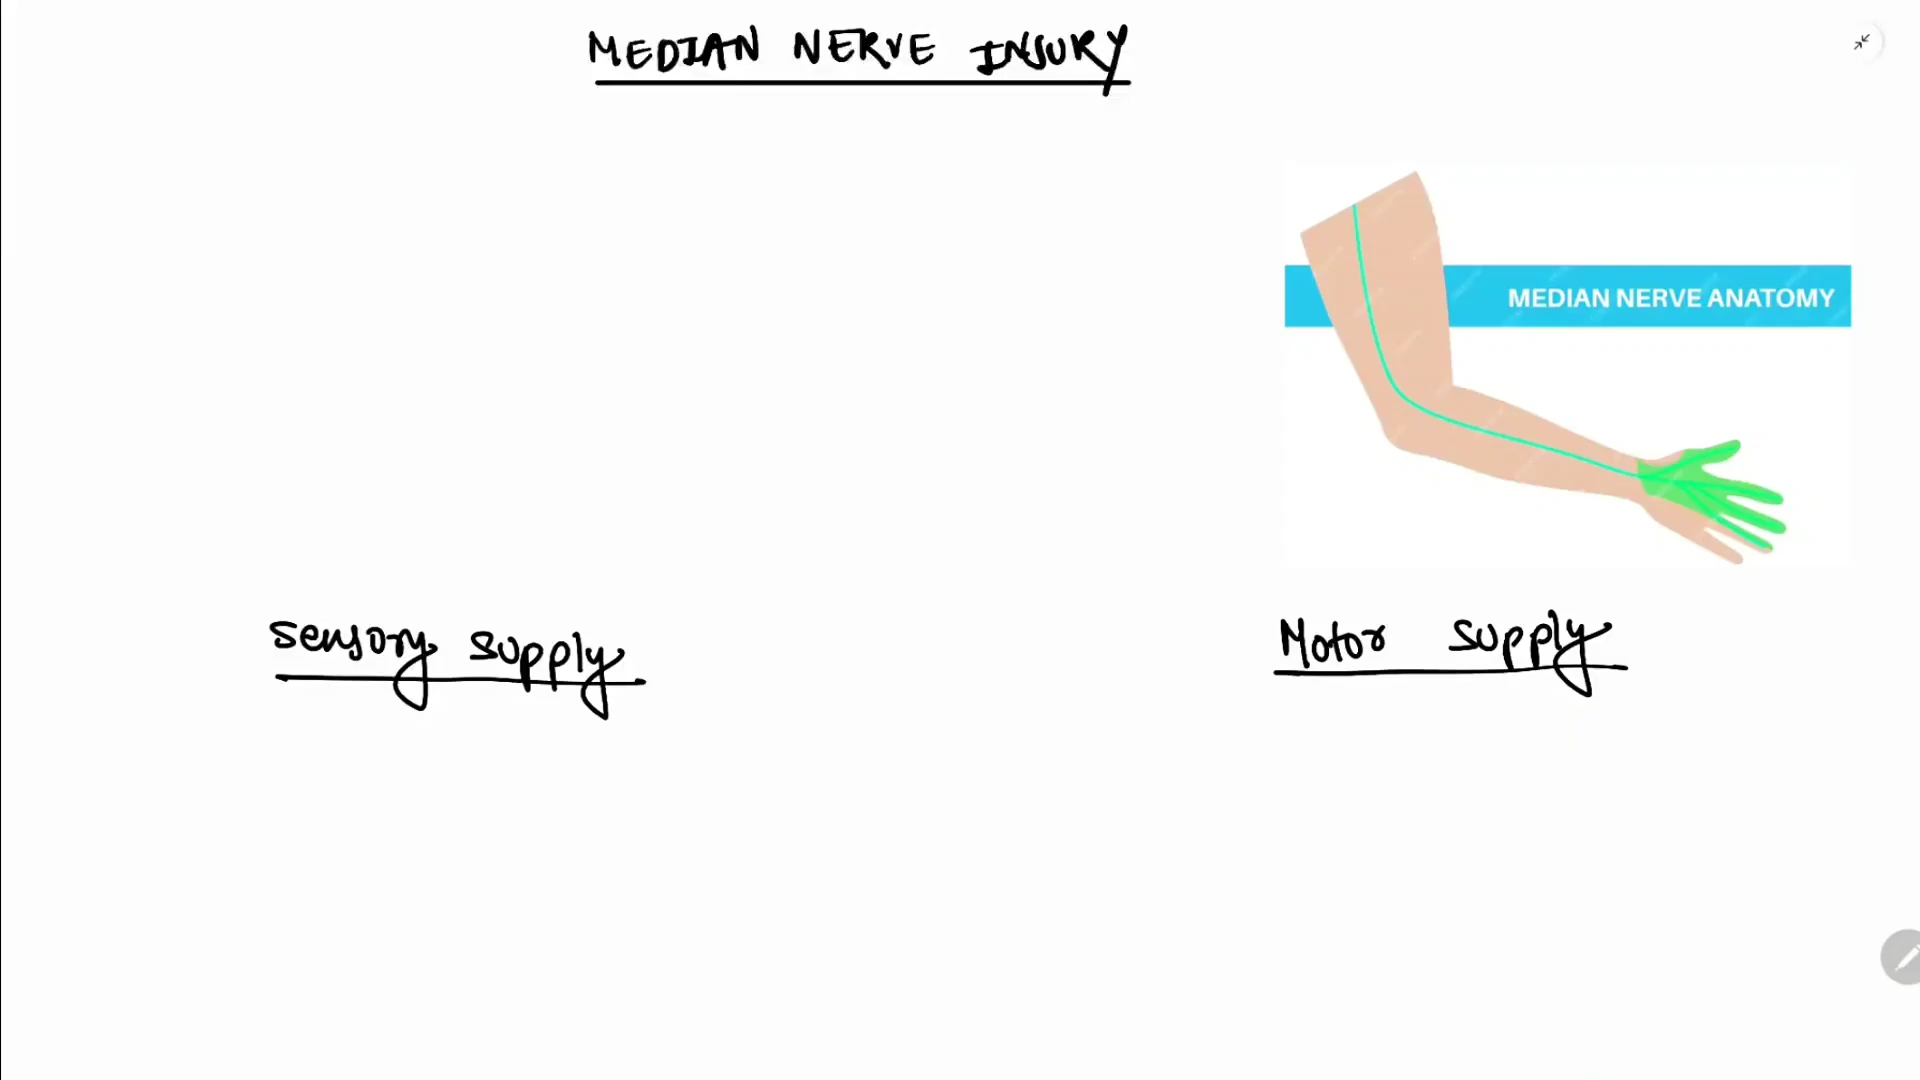 MEDIAN NERVE INJURY
MEDIAN NERVE ANATOMY
Sensory supply
Motor supply